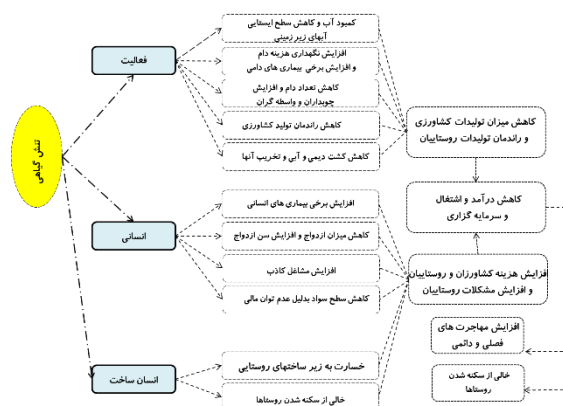 تنش گیاهی
فعالیت
انسانی
انسان ساخت
کمبود آب و کاهش سطح ایستایی
آبهای زیر زمینی
افزایش نگهداری هزینه دام
و افزایش برخی بیماری های دامی
کاهش تعداد دام و افزایش
چوبداران و واسطه گران
کاهش راندمان تولید کشاورزی
کاهش کشت دیمی و آبی و تخریب آنها
افزایش برخی بیماری های انسانی
کاهش میزان ازدواج و افزایش سن ازدواج
افزایش مشاغل کاذب
کاهش سطح سواد بدلیل عدم توان مالی
خسارت به زیر ساختهای روستایی
خالی از سکنه شدن روستاها
کاهش میزان تولیدات کشاورزی
و راندمان تولیدات روستاییان
کاهش درآمد و اشتغال
و سرمایه گزاری
افزایش هزینه کشاورزان و روستاییان
و افزایش مشکلات روستاییان
افزایش مهاجرت های
فصلی و دائمی
خالی از سکنه شدن
روستاها